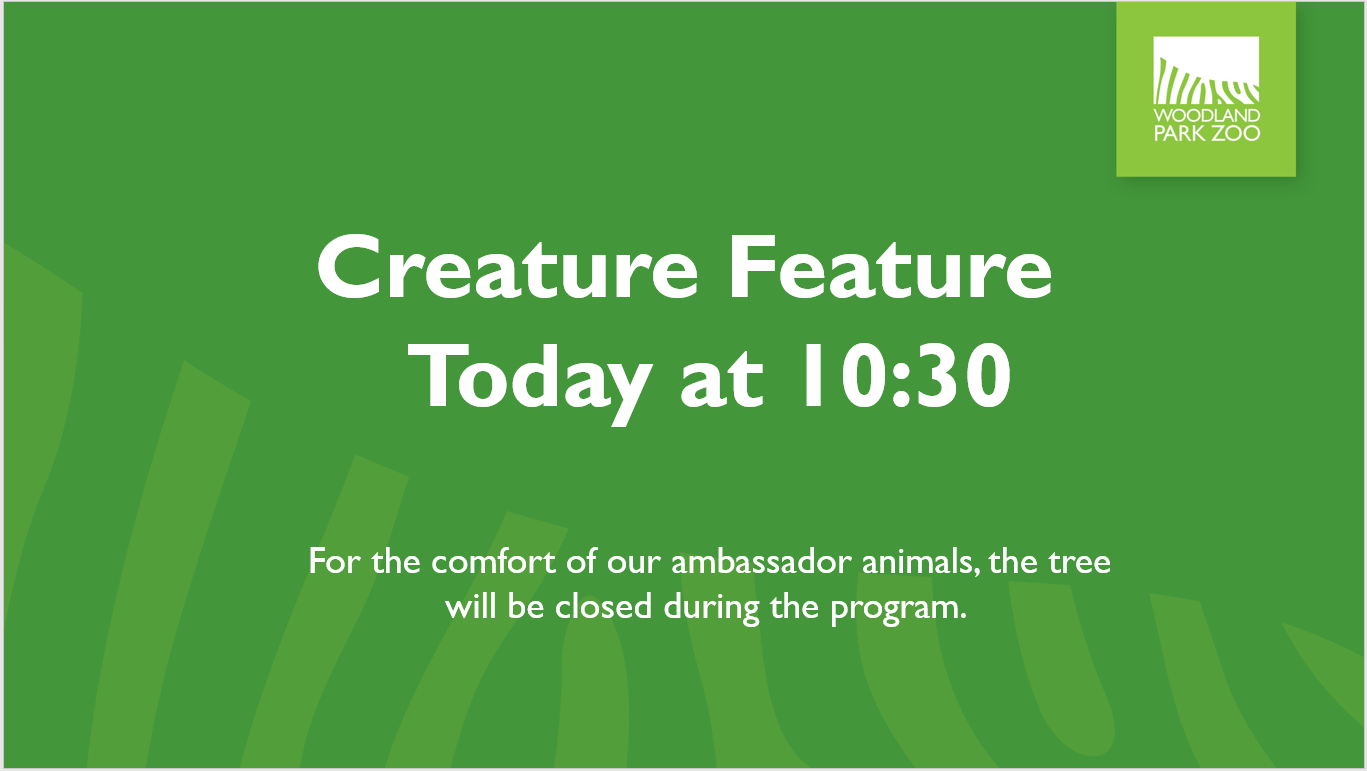 WOODLAND
PARK ZOO
Creature Feature
Today at 10:30
For the comfort of our ambassador animals, the tree
will be closed during the program.